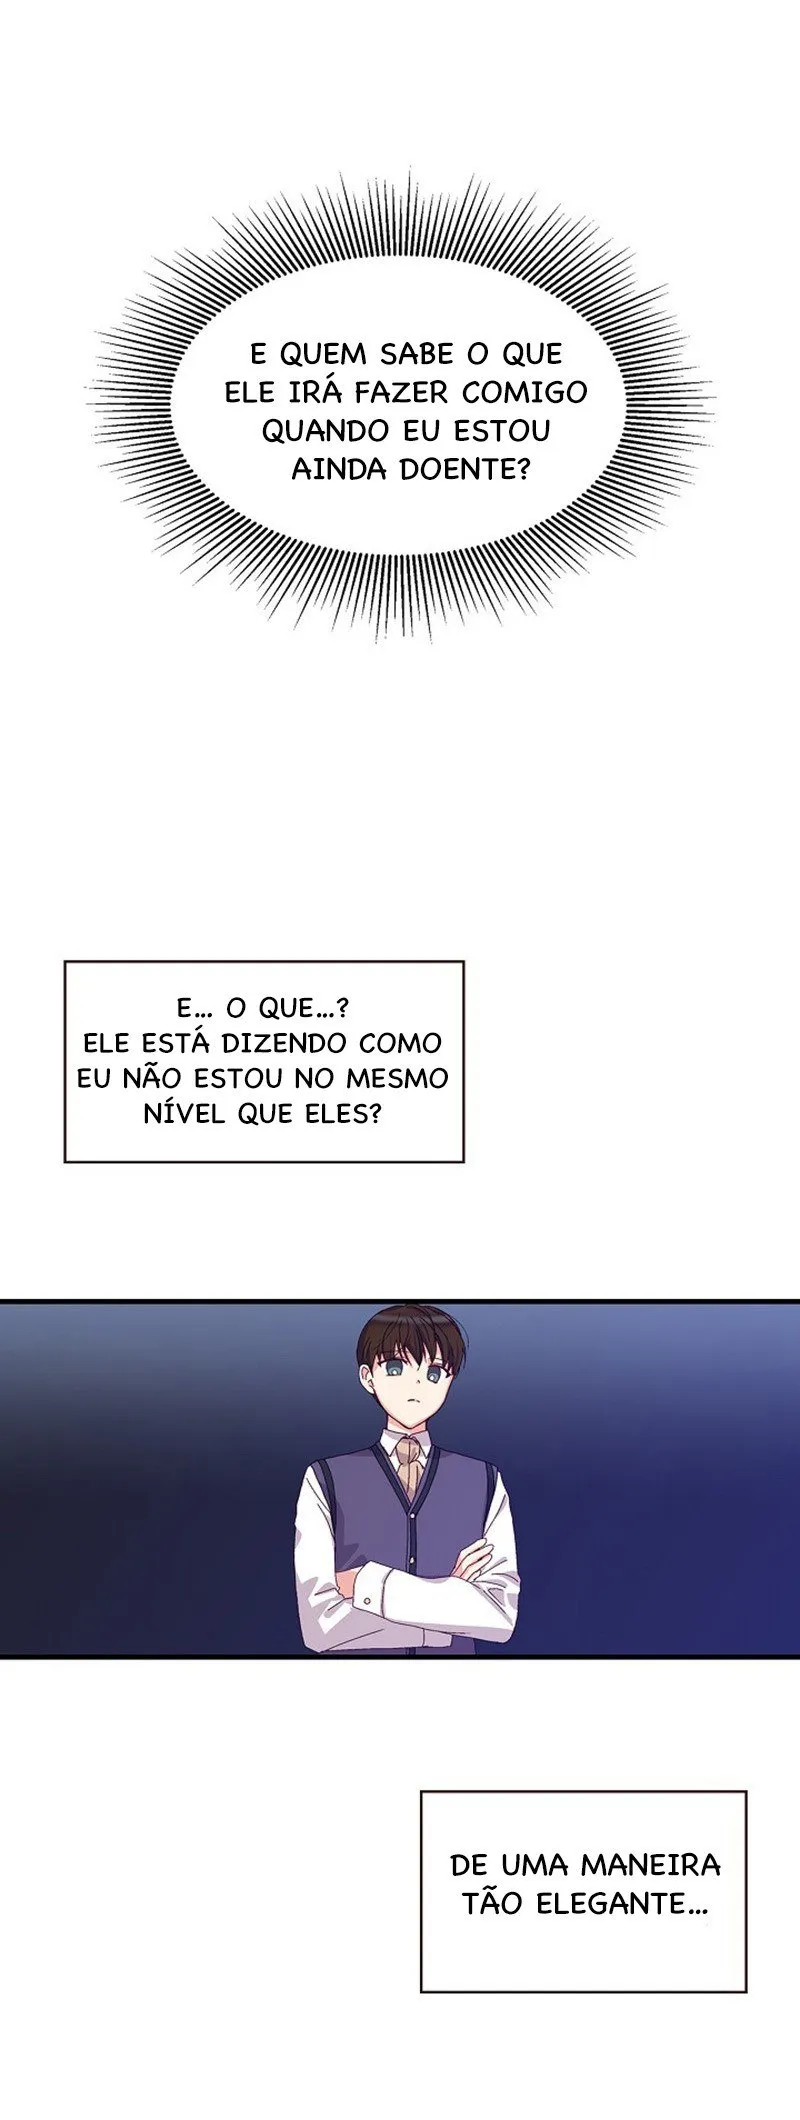 E QUEM SABE O QUE
ELE IRÁ FAZER COMIGO
QUANDO EU ESTOU
AINDA DOENTE?
E... O QUE...?
ELE ESTÁ DIZENDO COMO
EU NÃO ESTOU NO MESMO
NÍVEL QUE ELES?
DE UMA MANEIRA
TÃO ELEGANTE...